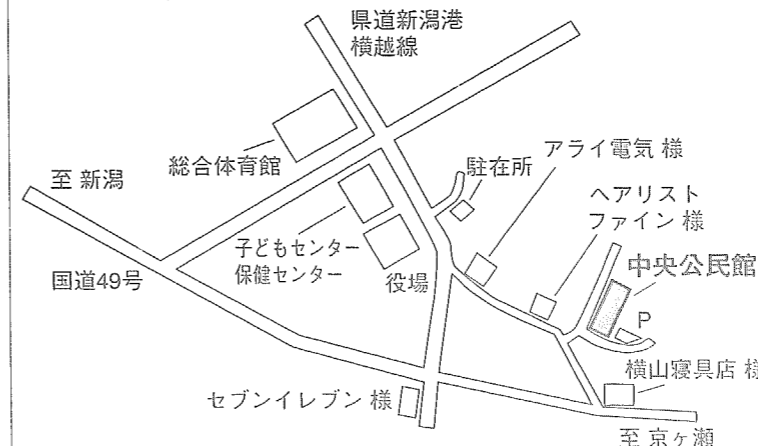 県道新潟港
横越線
総合体育館
至 新潟
国道49号
子どもセンター
保健センター
役場
駐在所
アライ電気 様
ヘアリスト
ファイン 様
中央公民館
P
横山寝具店 様
セブンイレブン 様
至 京ヶ瀬